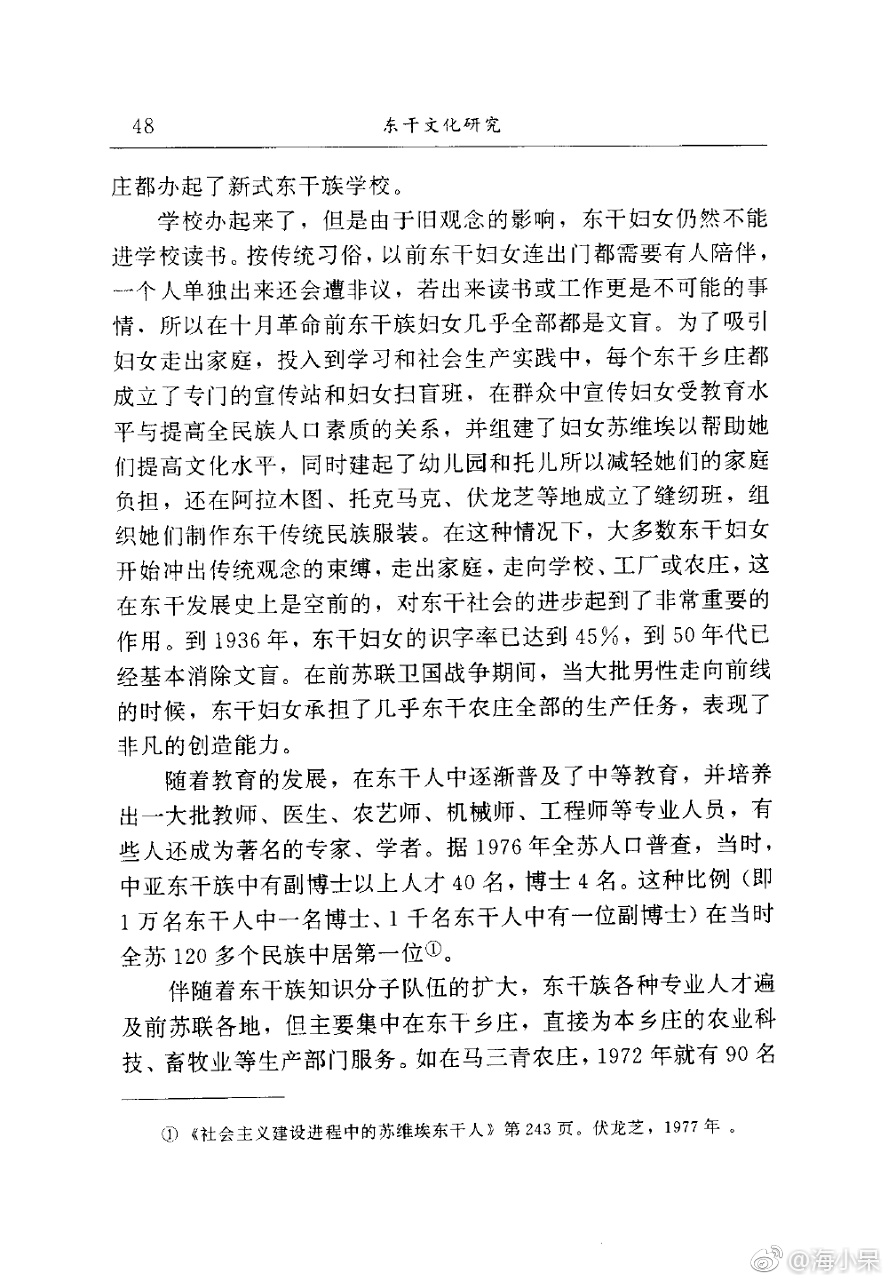 48
东干文化研究
庄都办起了新式东干族学校。
学校办起来了，但是由于旧观念的影响，东干妇女仍然不能
进学校读书。按传统习俗，以前东干妇女连出门都需要有人陪伴，
一个人单独出来还会遭非议，若出来读书或工作更是不可能的事
情，所以在十月革命前东干族妇女几乎全部都是文盲。为了吸引
妇女走出家庭，投入到学习和社会生产实践中，每个东干乡庄都
成立了专门的宣传站和妇女扫盲班，在群众中宣传妇女受教育水
平与提高全民族人口素质的关系，并组建了妇女苏维埃以帮助她
们提高文化水平，同时建起了幼儿园和托儿所以减轻她们的家庭
负担，还在阿拉木图、托克马克、伏龙芝等地成立了缝纫班，组
织她们制作东干传统民族服装。在这种情况下，大多数东干妇女
开始冲出传统观念的束缚，走出家庭，走向学校、工厂或农庄，这
在东干发展史上是空前的，对东干社会的进步起到了非常重要的
作用。到1936年，东干妇女的识字率已达到45%，到50年代已
经基本消除文盲。在前苏联卫国战争期间，当大批男性走向前线
的时候，东干妇女承担了几乎东干农庄全部的生产任务，表现了
非凡的创造能力。
随着教育的发展，在东干人中逐渐普及了中等教育，并培养
出一大批教师、医生、农艺师、机械师、工程师等专业人员，有
些人还成为著名的专家、学者。据1976年全苏人口普查，当时，
中亚东干族中有副博士以上人才40名，博士4名。这种比例（即
1万名东干人中一名博士、1千名东干人中有一位副博士）在当时
全苏120多个民族中居第一位①。
伴随着东干族知识分子队伍的扩大，东干族各种专业人才遍
及前苏联各地，但主要集中在东干乡庄，直接为本乡庄的农业科
技、畜牧业等生产部门服务。如在马三青农庄，1972年就有90名
① 《社会主义建设进程中的苏维埃东干人》第243页。伏龙芝，1977年 。
@海小呆